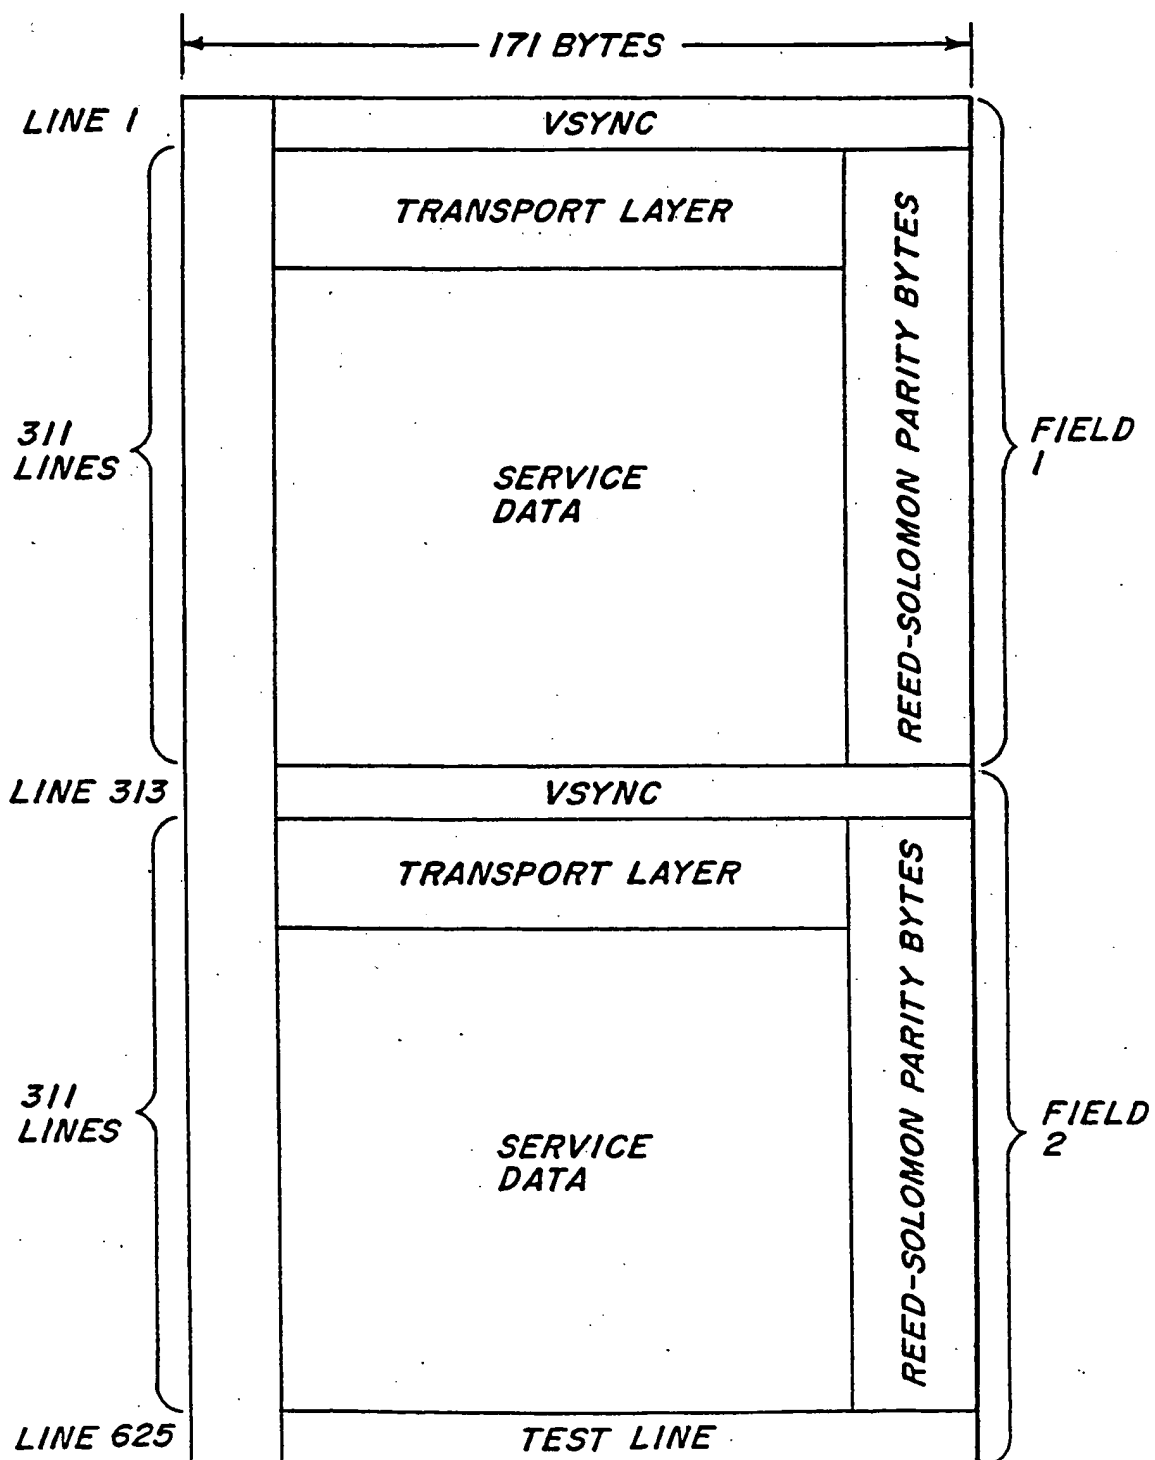 171 BYTES
LINE 1
VSYNC
TRANSPORT LAYER
REED-SOLOMON PARITY BYTES
311
LINES
SERVICE
DATA
FIELD
1
LINE 313
VSYNC
TRANSPORT LAYER
REED-SOLOMON PARITY BYTES
311
LINES
SERVICE
DATA
FIELD
2
LINE 625
TEST LINE